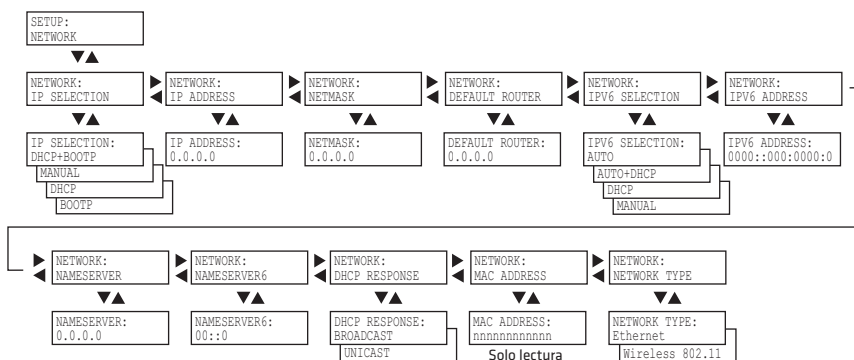 SETUP:
NETWORK
NETWORK:
IP SELECTION
NETWORK:
IP ADDRESS
NETWORK:
NETMASK
NETWORK:
DEFAULT ROUTER
NETWORK:
IPV6 SELECTION
NETWORK:
IPV6 ADDRESS
IP SELECTION:
DHCP+BOOTP
MANUAL
DHCP
BOOTP
IP ADDRESS:
0.0.0.0
NETMASK:
0.0.0.0
DEFAULT ROUTER:
0.0.0.0
IPV6 SELECTION:
AUTO
AUTO+DHCP
DHCP
MANUAL
IPV6 ADDRESS:
0000::000:0000:0
NETWORK:
NAMESERVER
NETWORK:
NAMESERVER6
NETWORK:
DHCP RESPONSE
NETWORK:
MAC ADDRESS
NETWORK:
NETWORK TYPE
NAMESERVER:
0.0.0.0
NAMESERVER6:
00::0
DHCP RESPONSE:
BROADCAST
UNICAST
MAC ADDRESS:
nnnnnnnnnnnn
Solo lectura
NETWORK TYPE:
Ethernet
Wireless 802.11